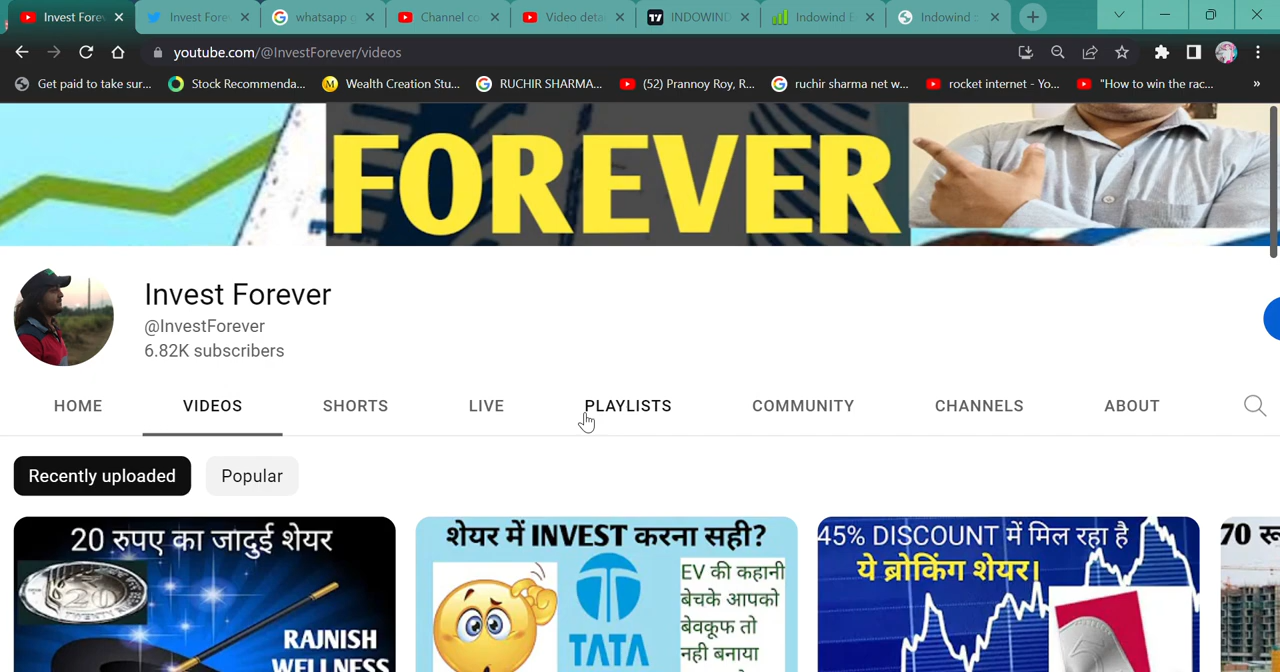 Invest Forev
Invest Forev
whatsapp g
Channel co
Video deta
INDOWIND
Indowind E
Indowind
youtube.com/@InvestForever/videos
Get paid to take sur...
Stock Recommenda...
Wealth Creation Stu...
RUCHIR SHARMA...
(52) Prannoy Roy, R...
ruchir sharma net w...
rocket internet - Yo...
"How to win the rac...
»
FOREVER
Invest Forever
@InvestForever
6.82K subscribers
HOME
VIDEOS
SHORTS
LIVE
PLAYLISTS
COMMUNITY
CHANNELS
ABOUT
Recently uploaded
Popular
20 रुपए का जादुई शेयर
RAJNISH
WELLNESS
शेयर में INVEST करना सही?
EV की कहानी
बेचके आपको
बेवकूफ तो
नही बनाया
TATA
45% DISCOUNT में मिल रहा है
ये ब्रोकिंग शेयर।
70